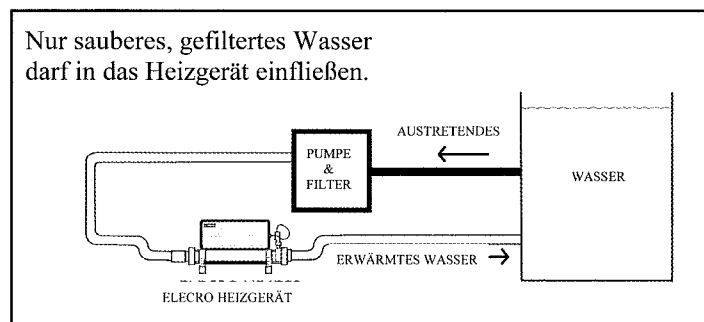 Nur sauberes, gefiltertes Wasser
darf in das Heizgerät einfließen.
AUSTRETENDES
PUMPE
&
FILTER
WASSER
ERWÄRMTES WASSER
ELECRO HEIZGERÄT